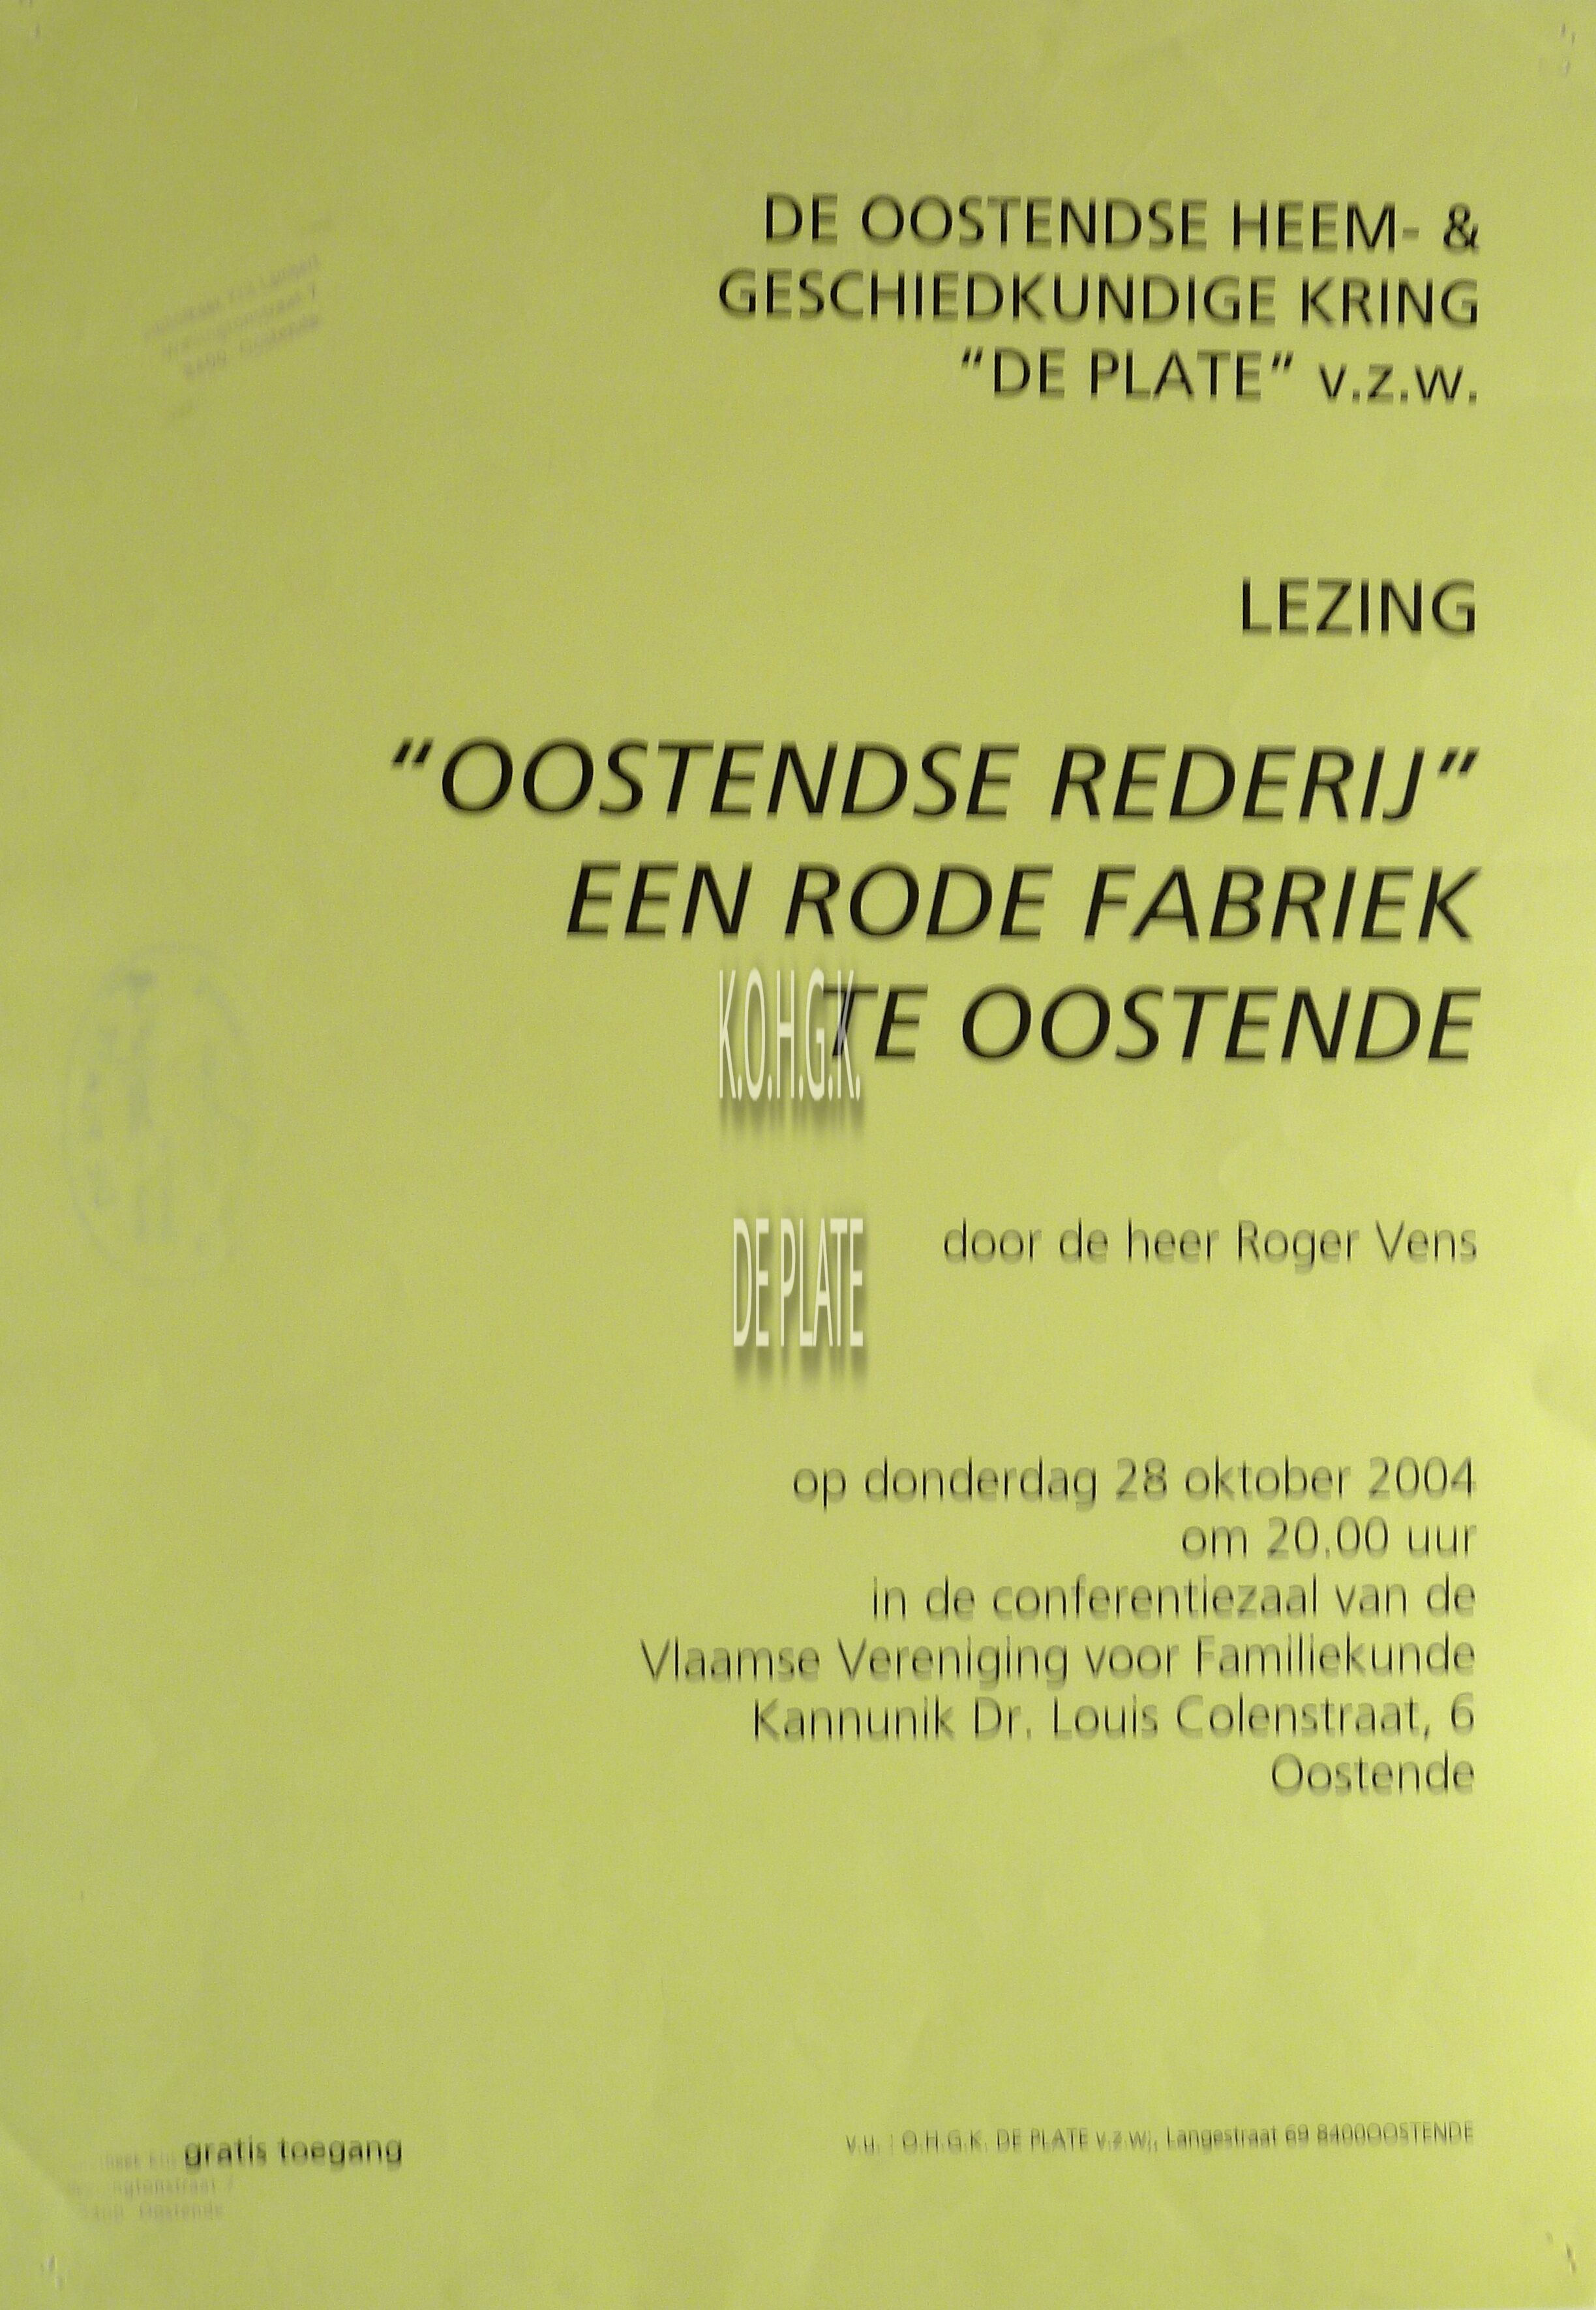 DE OOSTENDSE HEEM- &
GESCHIEDKUNDIGE KRING
"DE PLATE" v.z.w.
LEZING
"OOSTENDSE REDERIJ"
EEN RODE FABRIEK
TE OOSTENDE
K.O.H.G.K.
DE PLATE
door de heer Roger Vens
op donderdag 28 oktober 2004
om 20.00 uur
in de conferentiezaal van de
Vlaamse Vereniging voor Familiekunde
Kannunik Dr. Louis Colenstraat, 6
Oostende
gratis toegang
v.u. : O.H.G.K. DE PLATE v.z.w., Langestraat 69 8400OOSTENDE
8400 Oostende